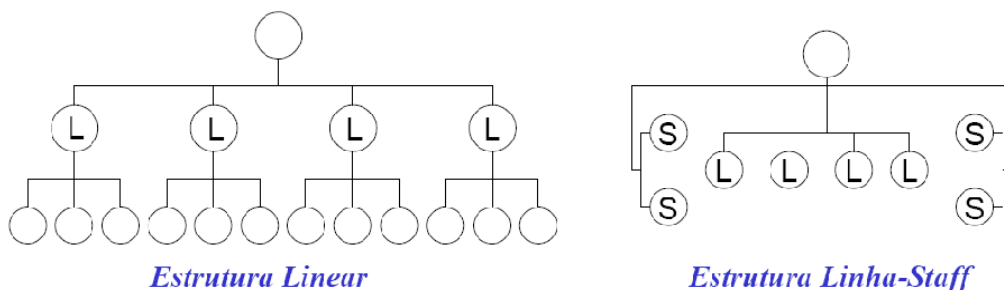 L L L L
S S
L L L L
S S
Estrutura Linear
Estrutura Linha-Staff